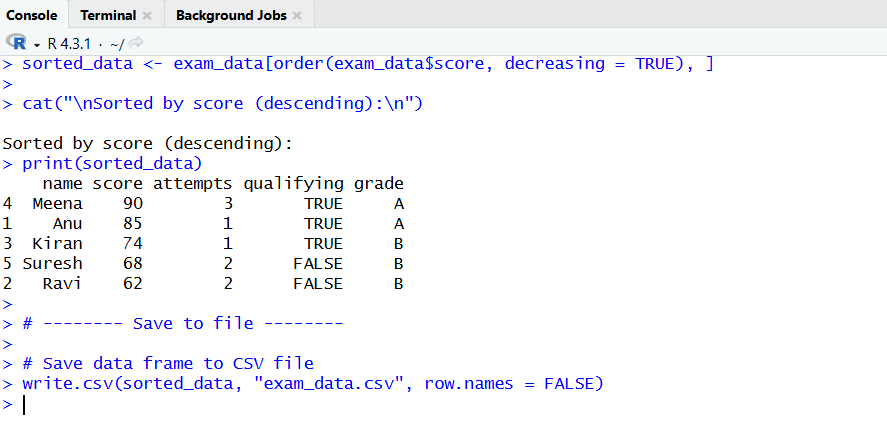 Console Terminal Background Jobs
R R 4.3.1 · ~/
> sorted_data <- exam_data[order(exam_data$score, decreasing = TRUE), ]
>
> cat("\nSorted by score (descending):\n")

Sorted by score (descending):
> print(sorted_data)
    name score attempts qualifying grade
4  Meena    90        3       TRUE     A
1    Anu    85        1       TRUE     A
3  Kiran    74        1       TRUE     B
5 Suresh    68        2      FALSE     B
2   Ravi    62        2      FALSE     B
>
> # -------- Save to file --------
>
> # Save data frame to CSV file
> write.csv(sorted_data, "exam_data.csv", row.names = FALSE)
>